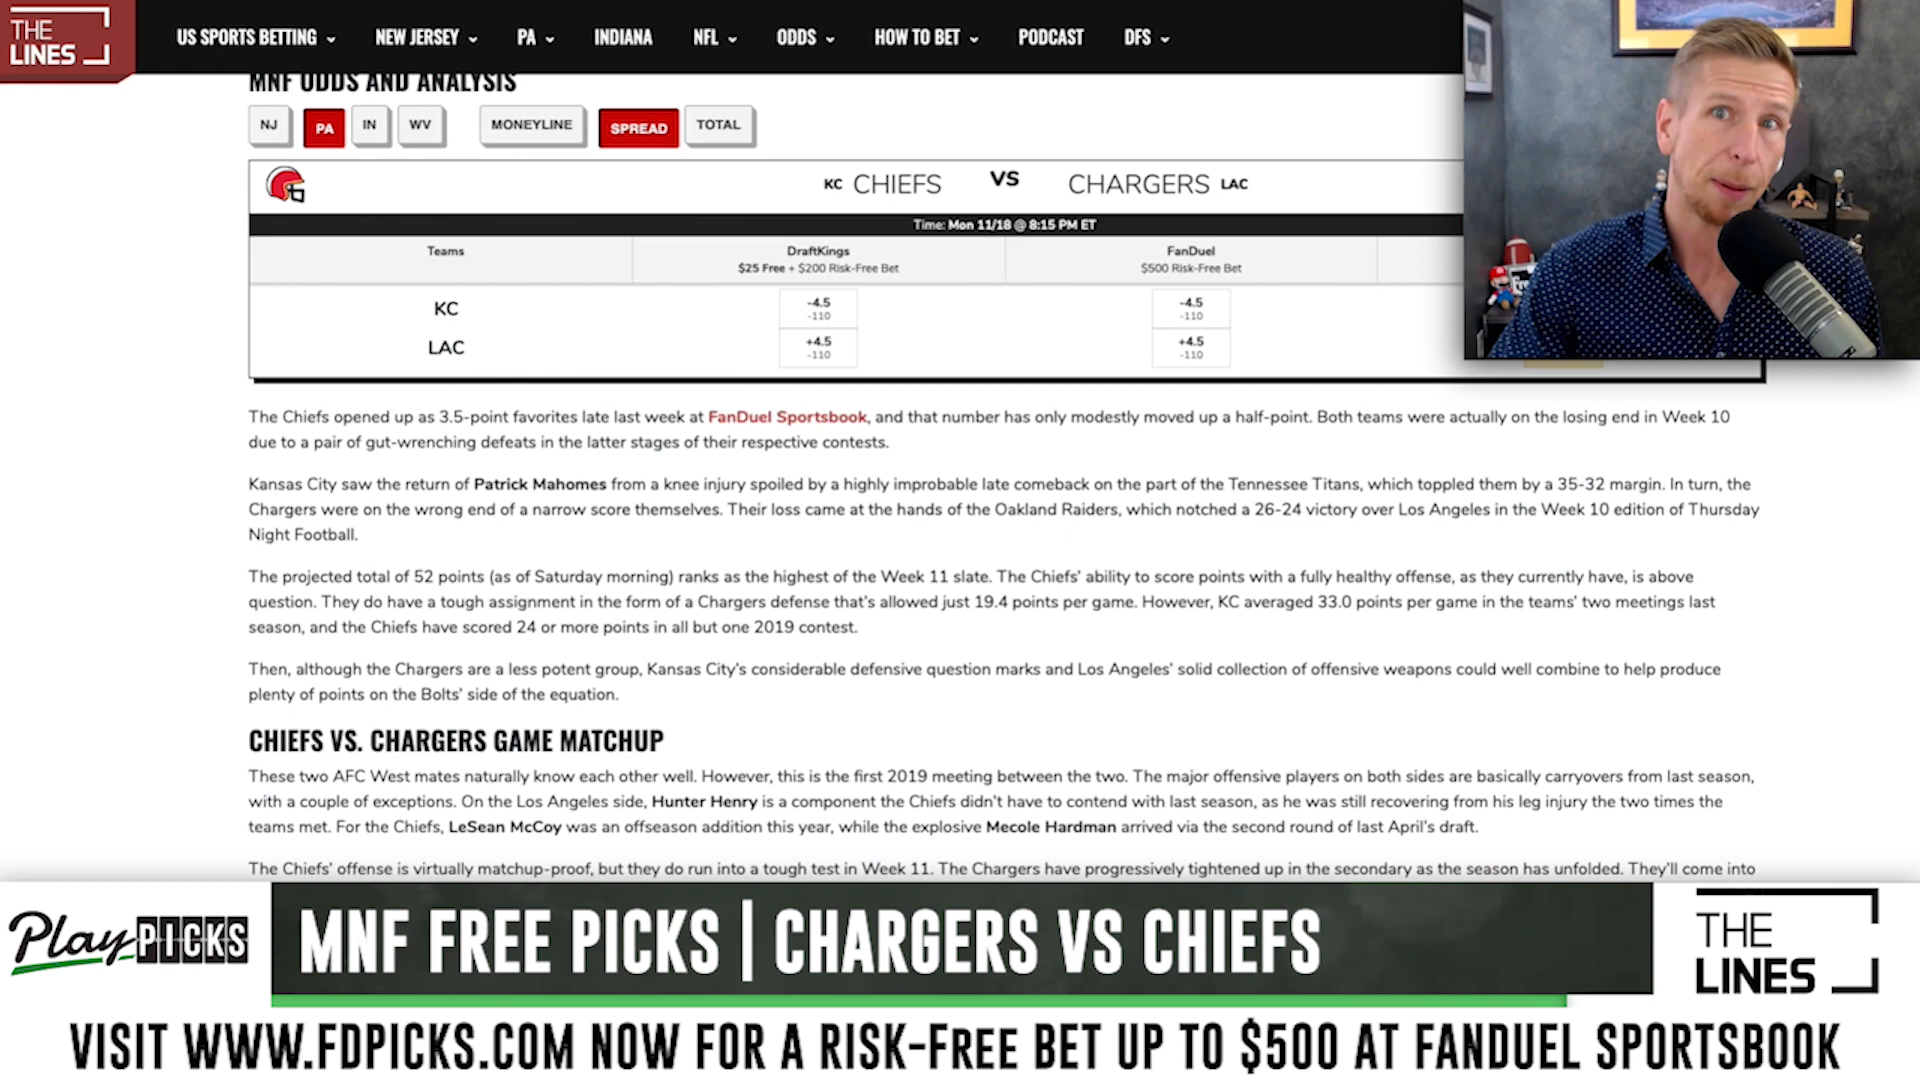 THE
LINES
US SPORTS BETTING
NEW JERSEY
PA
INDIANA
NFL
ODDS
HOW TO BET
PODCAST
DFS
MNF ODDS AND ANALYSIS
NJ
PA
IN
WV
MONEYLINE
SPREAD
TOTAL
KC CHIEFS VS CHARGERS LAC
Time: Mon 11/18 @ 8:15 PM ET
Teams
DraftKings
$25 Free + $200 Risk-Free Bet
FanDuel
$500 Risk-Free Bet
KC
-4.5
-110
-4.5
-110
LAC
+4.5
-110
+4.5
-110
The Chiefs opened up as 3.5-point favorites late last week at FanDuel Sportsbook, and that number has only modestly moved up a half-point. Both teams were actually on the losing end in Week 10
due to a pair of gut-wrenching defeats in the latter stages of their respective contests.
Kansas City saw the return of Patrick Mahomes from a knee injury spoiled by a highly improbable late comeback on the part of the Tennessee Titans, which toppled them by a 35-32 margin. In turn, the
Chargers were on the wrong end of a narrow score themselves. Their loss came at the hands of the Oakland Raiders, which notched a 26-24 victory over Los Angeles in the Week 10 edition of Thursday
Night Football.
The projected total of 52 points (as of Saturday morning) ranks as the highest of the Week 11 slate. The Chiefs' ability to score points with a fully healthy offense, as they currently have, is above
question. They do have a tough assignment in the form of a Chargers defense that's allowed just 19.4 points per game. However, KC averaged 33.0 points per game in the teams' two meetings last
season, and the Chiefs have scored 24 or more points in all but one 2019 contest.
Then, although the Chargers are a less potent group, Kansas City's considerable defensive question marks and Los Angeles' solid collection of offensive weapons could well combine to help produce
plenty of points on the Bolts' side of the equation.
CHIEFS VS. CHARGERS GAME MATCHUP
These two AFC West mates naturally know each other well. However, this is the first 2019 meeting between the two. The major offensive players on both sides are basically carryovers from last season,
with a couple of exceptions. On the Los Angeles side, Hunter Henry is a component the Chiefs didn't have to contend with last season, as he was still recovering from his leg injury the two times the
teams met. For the Chiefs, LeSean McCoy was an offseason addition this year, while the explosive Mecole Hardman arrived via the second round of last April's draft.
The Chiefs' offense is virtually matchup-proof, but they do run into a tough test in Week 11. The Chargers have progressively tightened up in the secondary as the season has unfolded. They'll come into
PlayPICKS
MNF FREE PICKS | CHARGERS VS CHIEFS
THE
LINES
VISIT WWW.FDPICKS.COM NOW FOR A RISK-FREE BET UP TO $500 AT FANDUEL SPORTSBOOK